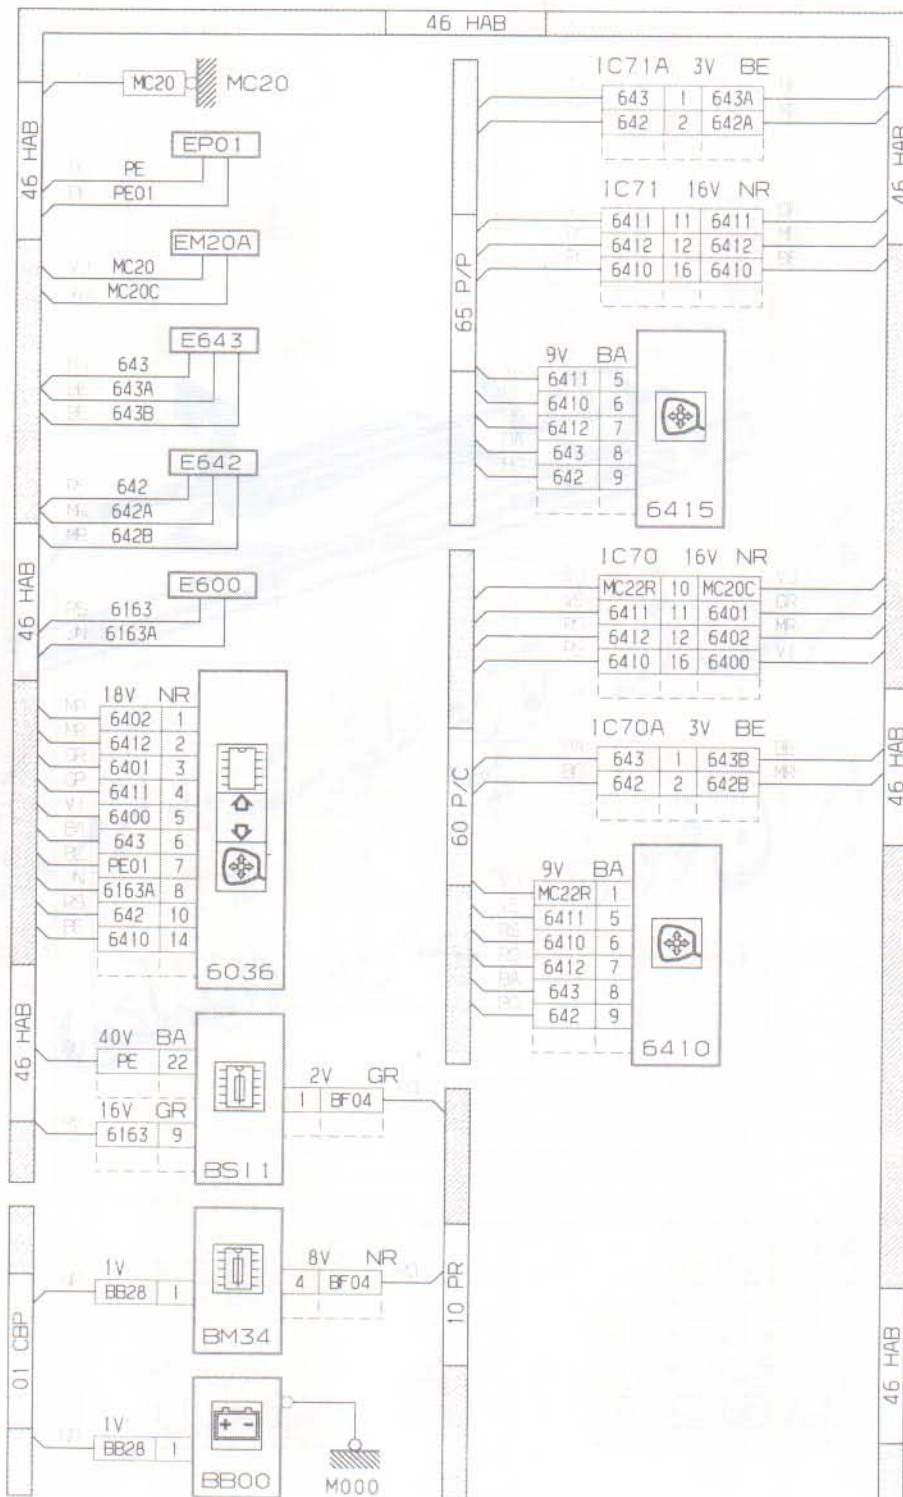 46 HAB
46 HAB
MC20 MC20
EP01
PE
PE01
EM20A
MC20
MC20C
E643
643
643A
643B
E642
642
642A
642B
46 HAB
E600
6163
6163A
18V NR
6402 1
6412 2
6401 3
6411 4
6400 5
643 6
PE01 7
6163A 8
642 10
6410 14
6036
46 HAB
40V BA
PE 22
16V GR
6163 9
BSI1
2V GR
1 BF04
01 CBP
1V
BB28 1
BM34
8V NR
4 BF04
1V
BB28 1
+ -
BB00
M000
10 PR
65 P/P
IC71A 3V BE
643 1 643A
642 2 642A
IC71 16V NR
6411 11 6411
6412 12 6412
6410 16 6410
9V BA
6411 5
6410 6
6412 7
643 8
642 9
6415
60 P/C
IC70 16V NR
MC22R 10 MC20C
6411 11 6401
6412 12 6402
6410 16 6400
IC70A 3V BE
643 1 643B
642 2 642B
9V BA
MC22R 1
6411 5
6410 6
6412 7
643 8
642 9
6410
46 HAB
46 HAB
46 HAB